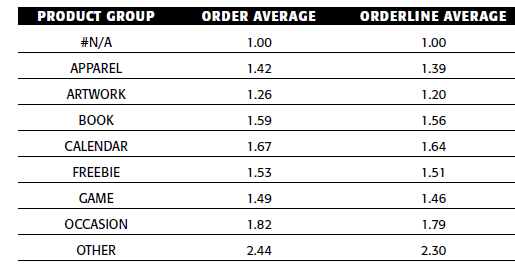 PRODUCT GROUP ORDER AVERAGE ORDERLINE AVERAGE
#N/A 1.00 1.00
APPAREL 1.42 1.39
ARTWORK 1.26 1.20
BOOK 1.59 1.56
CALENDAR 1.67 1.64
FREEBIE 1.53 1.51
GAME 1.49 1.46
OCCASION 1.82 1.79
OTHER 2.44 2.30